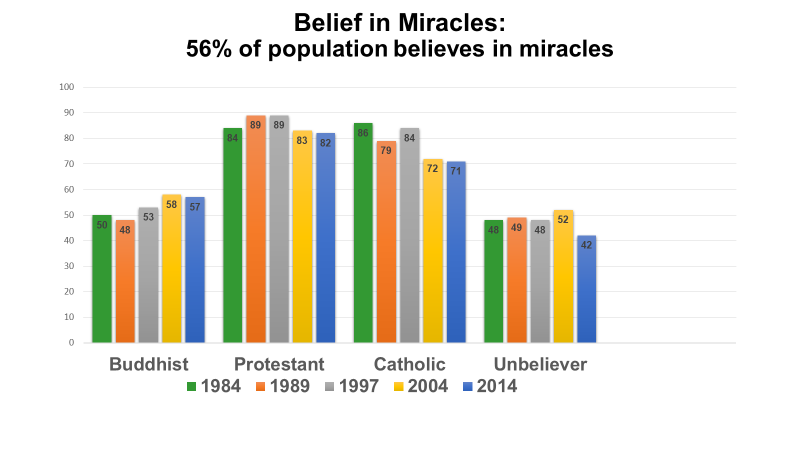 Belief in Miracles:
56% of population believes in miracles
100
90
80
70
60
50
40
30
20
10
0
50 48 53 58 57
84 89 89 83 82
86 79 84 72 71
48 49 48 52 42
Buddhist Protestant Catholic Unbeliever
1984 1989 1997 2004 2014